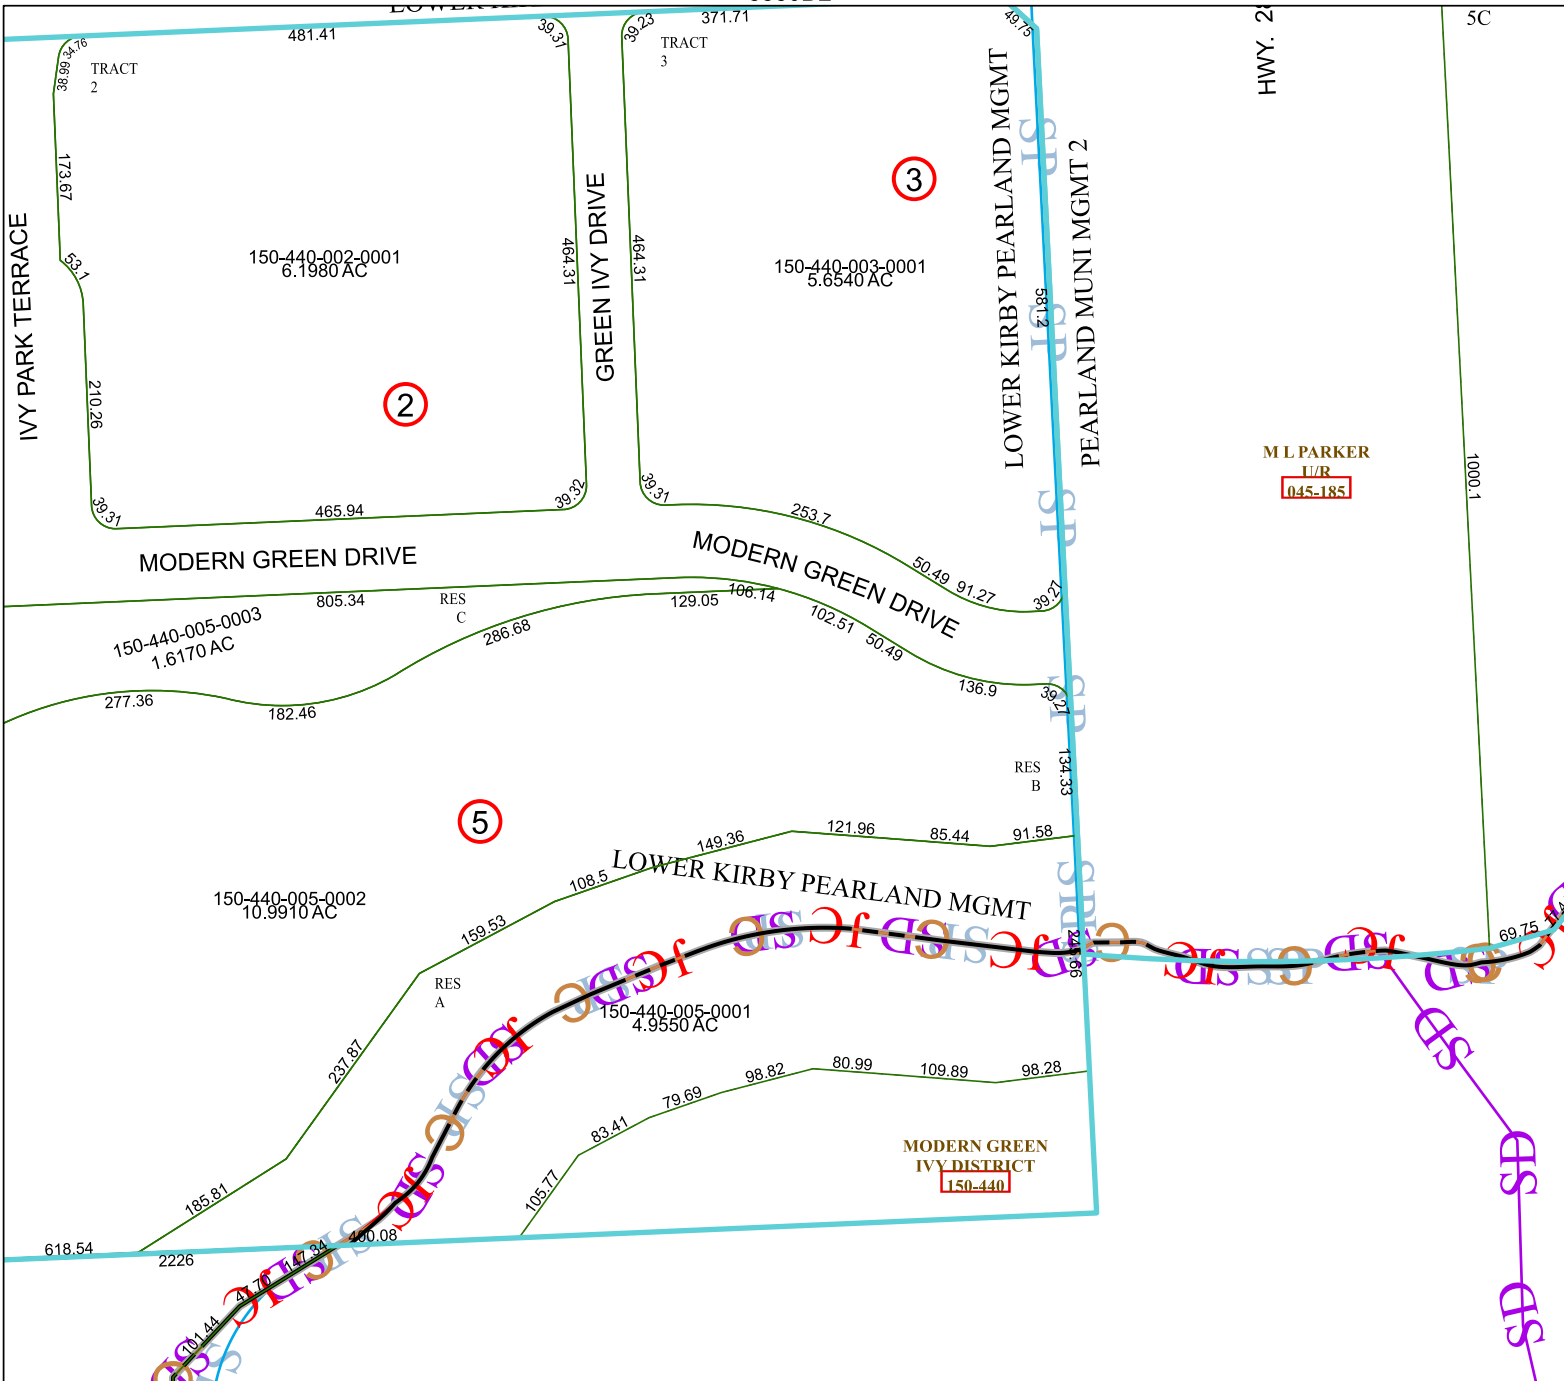 481.41
39.31
39.23
371.71
49.75
5C
34.76
38.99
TRACT
2
TRACT
3
HWY.
173.67
53.1
210.26
39.31
IVY PARK TERRACE
150-440-002-0001
6.1980 AC
2
464.31
GREEN IVY DRIVE
464.31
3
150-440-003-0001
5.6540 AC
LOWER KIRBY PEARLAND MGMT
581.2
PEARLAND MUNI MGMT 2
M L PARKER
U/R
045-185
1000.1
465.94
39.32
39.31
253.7
50.49
91.27
39.27
MODERN GREEN DRIVE
MODERN GREEN DRIVE
805.34
RES
C
106.14
129.05
102.51
50.49
136.9
39.27
150-440-005-0003
1.6170 AC
286.68
277.36
182.46
RES
B
134.33
5
121.96
85.44
91.58
149.36
108.5
159.53
LOWER KIRBY PEARLAND MGMT
150-440-005-0002
10.9910 AC
245.66
69.75
RES
A
150-440-005-0001
4.9550 AC
237.87
185.81
98.82
80.99
109.89
98.28
79.69
83.41
105.77
MODERN GREEN
IVY DISTRICT
150-440
618.54
2226
400.08
147.84
47.70
101.44